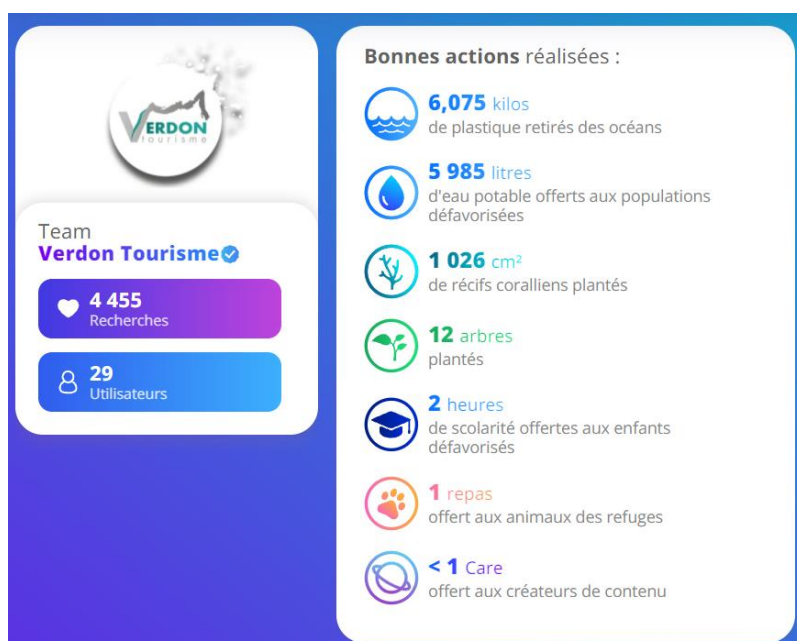 VERDON
tourisme
Team
Verdon Tourisme
4 455
Recherches
29
Utilisateurs
Bonnes actions réalisées :
6,075 kilos
de plastique retirés des océans
5 985 litres
d'eau potable offerts aux populations
défavorisées
1 026 cm²
de récifs coralliens plantés
12 arbres
plantés
2 heures
de scolarité offertes aux enfants
défavorisés
1 repas
offert aux animaux des refuges
< 1 Care
offert aux créateurs de contenu